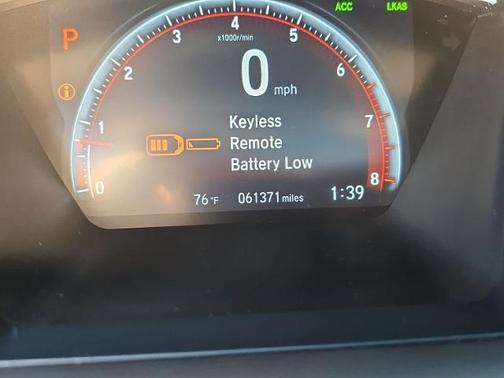 ACC LKAS
P
4
3 5
x1000r/min
2 6
0 mph
i
1 7
Keyless
Remote
Battery Low
0 8
76°F 061371 miles 1:39